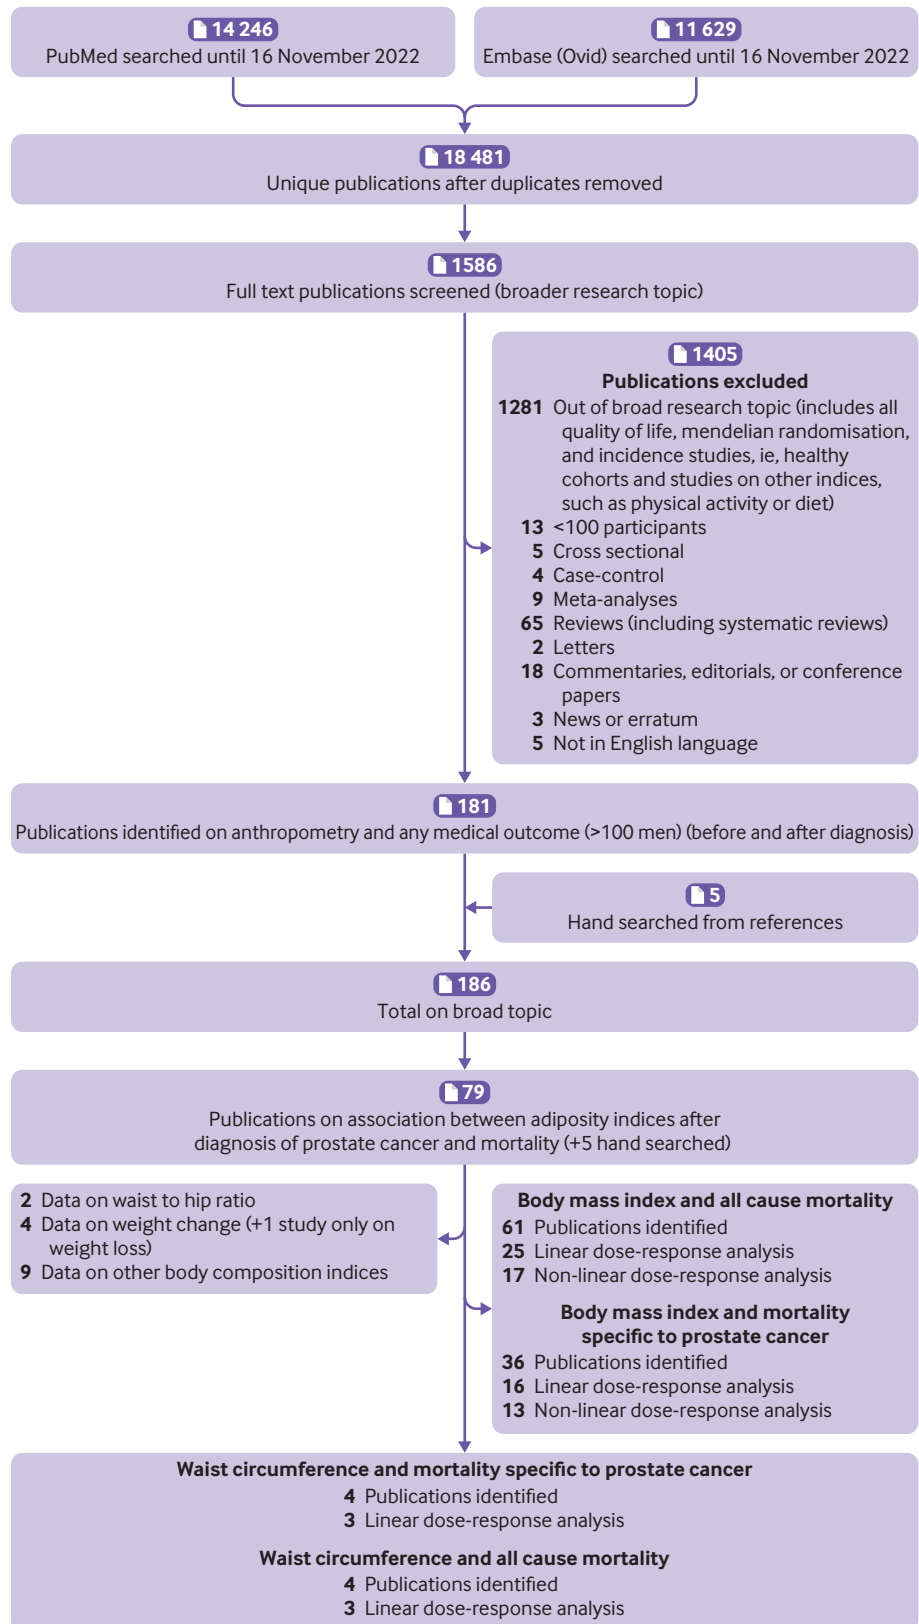 14 246
PubMed searched until 16 November 2022
11 629
Embase (Ovid) searched until 16 November 2022
18 481
Unique publications after duplicates removed
1586
Full text publications screened (broader research topic)
1405
Publications excluded
1281 Out of broad research topic (includes all
quality of life, mendelian randomisation,
and incidence studies, ie, healthy
cohorts and studies on other indices,
such as physical activity or diet)
13 <100 participants
5 Cross sectional
4 Case-control
9 Meta-analyses
65 Reviews (including systematic reviews)
2 Letters
18 Commentaries, editorials, or conference
papers
3 News or erratum
5 Not in English language
181
Publications identified on anthropometry and any medical outcome (>100 men) (before and after diagnosis)
5
Hand searched from references
186
Total on broad topic
79
Publications on association between adiposity indices after
diagnosis of prostate cancer and mortality (+5 hand searched)
2 Data on waist to hip ratio
4 Data on weight change (+1 study only on
weight loss)
9 Data on other body composition indices
Body mass index and all cause mortality
61 Publications identified
25 Linear dose-response analysis
17 Non-linear dose-response analysis
Body mass index and mortality
specific to prostate cancer
36 Publications identified
16 Linear dose-response analysis
13 Non-linear dose-response analysis
Waist circumference and mortality specific to prostate cancer
4 Publications identified
3 Linear dose-response analysis
Waist circumference and all cause mortality
4 Publications identified
3 Linear dose-response analysis